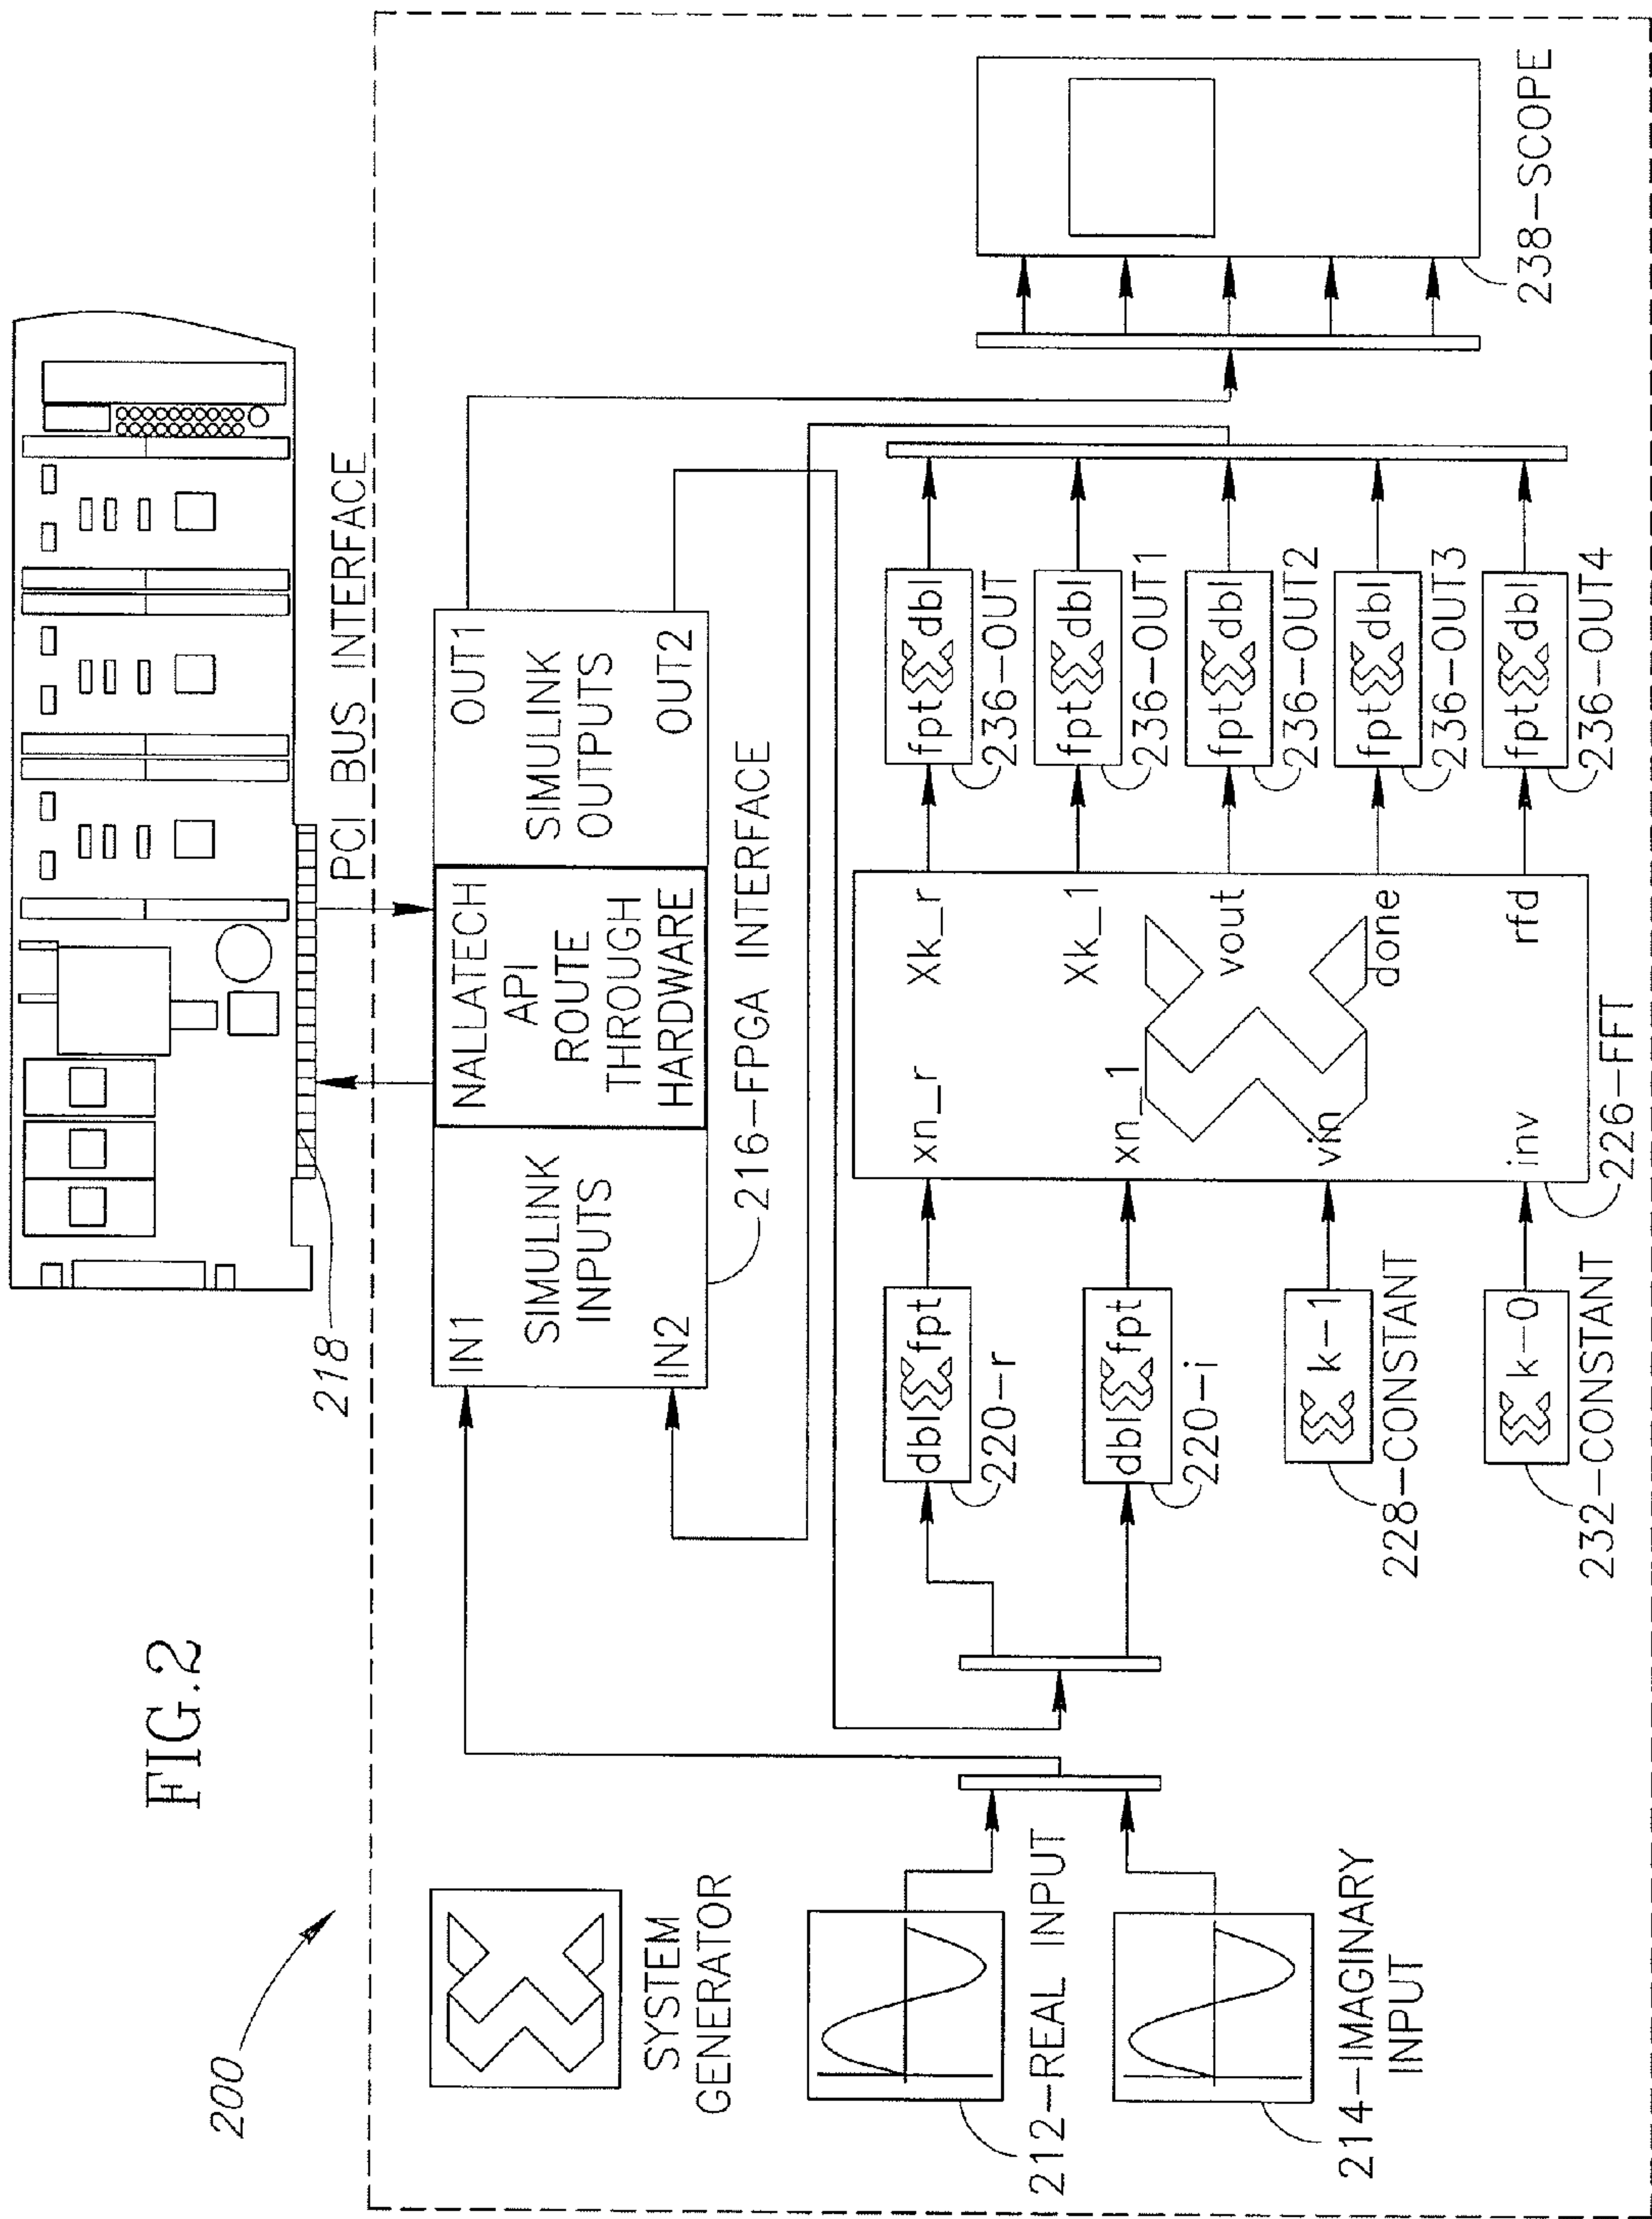 FIG.2
200
218
PCI BUS INTERFACE
SYSTEM
GENERATOR
IN1
SIMULINK
INPUTS
IN2
NALLATECH
API
ROUTE
THROUGH
HARDWARE
OUT1
SIMULINK
OUTPUTS
OUT2
216-FPGA INTERFACE
212-REAL INPUT
214-IMAGINARY
INPUT
dbl fpt
220-r
dbl fpt
220-i
k-1
228-CONSTANT
k-0
232-CONSTANT
xn_r
Xk_r
xn_1
Xk_1
vin
vout
done
inv
rfd
226-FFT
fpt dbl
236-OUT
fpt dbl
236-OUT1
fpt dbl
236-OUT2
fpt dbl
236-OUT3
fpt dbl
236-OUT4
238-SCOPE